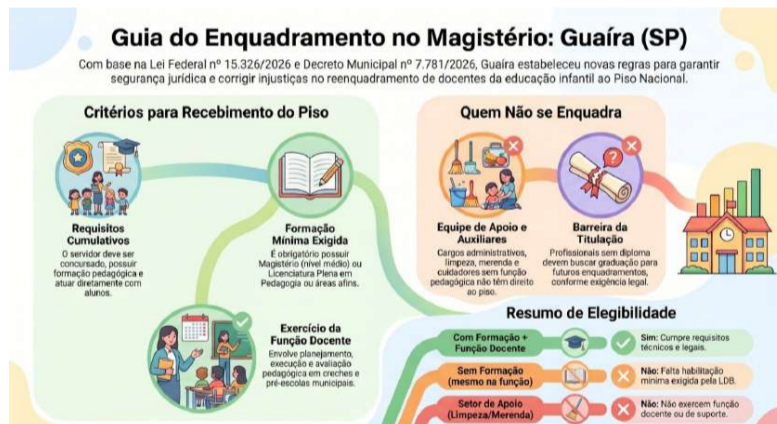 Guia do Enquadramento no Magistério: Guaíra (SP)
Com base na Lei Federal nº 15.326/2026 e Decreto Municipal nº 7.781/2026, Guaíra estabeleceu novas regras para garantir
segurança jurídica e corrigir injustiças no reenquadramento de docentes da educação infantil ao Piso Nacional.
Critérios para Recebimento do Piso
Requisitos
Cumulativos
O servidor deve ser
concursado, possuir
formação pedagógica e
atuar diretamente com
alunos.
Formação
Mínima Exigida
É obrigatório possuir
Magistério (nível médio) ou
Licenciatura Plena em
Pedagogia ou áreas afins.
Exercício da
Função Docente
Envolve planejamento,
execução e avaliação
pedagógica em creches e
pré-escolas municipais.
Quem Não se Enquadra
Equipe de Apoio e
Auxiliares
Cargos administrativos,
limpeza, merenda e
cuidadores sem função
pedagógica não têm direito
ao piso.
?
Barreira da
Titulação
Profissionais sem diploma
devem buscar graduação para
futuros enquadramentos,
conforme exigência legal.
Resumo de Elegibilidade
Com Formação +
Função Docente
Sim: Cumpre requisitos
técnicos e legais.
Sem Formação
(mesmo na função)
Não: Falta habilitação
mínima exigida pela LDB.
Setor de Apoio
(Limpeza/Merenda)
Não: Não exercem função
docente ou de suporte.